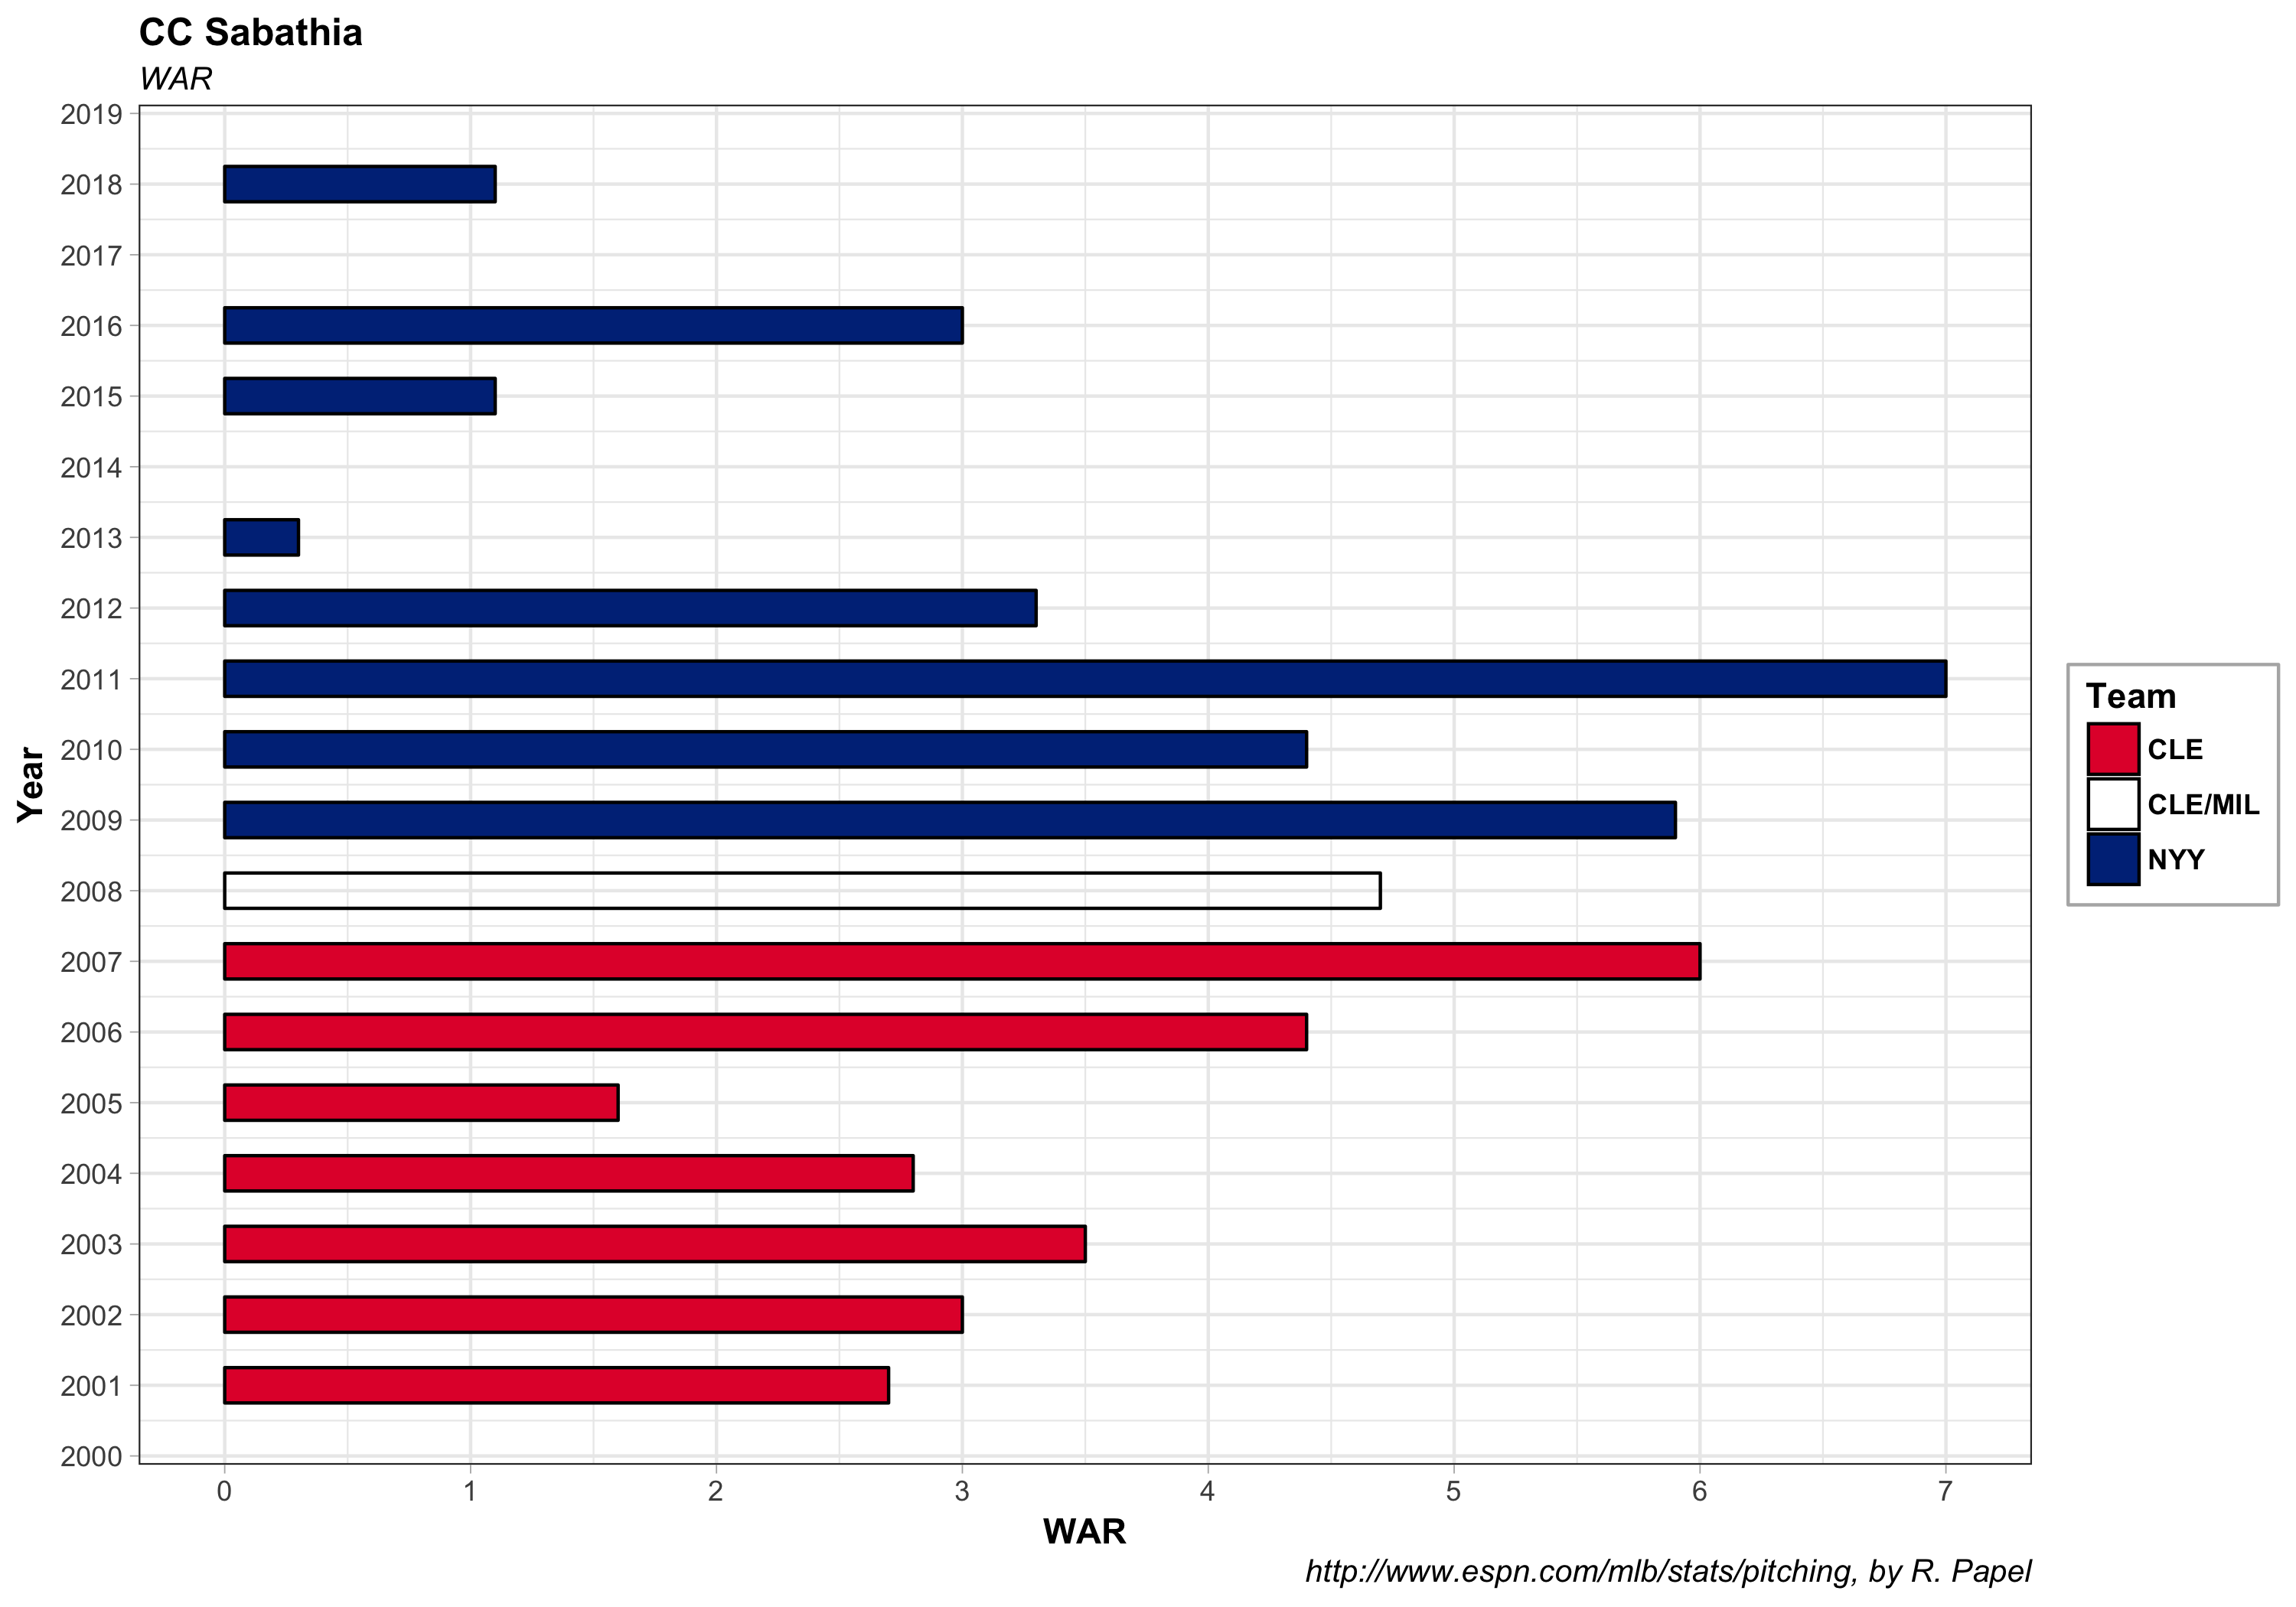 CC Sabathia
WAR
2019
2018
2017
2016
2015
2014
2013
2012
2011
2010
2009
2008
2007
2006
2005
2004
2003
2002
2001
2000
Year
0 1 2 3 4 5 6 7
WAR
Team
CLE
CLE/MIL
NYY
http://www.espn.com/mlb/stats/pitching, by R. Papel